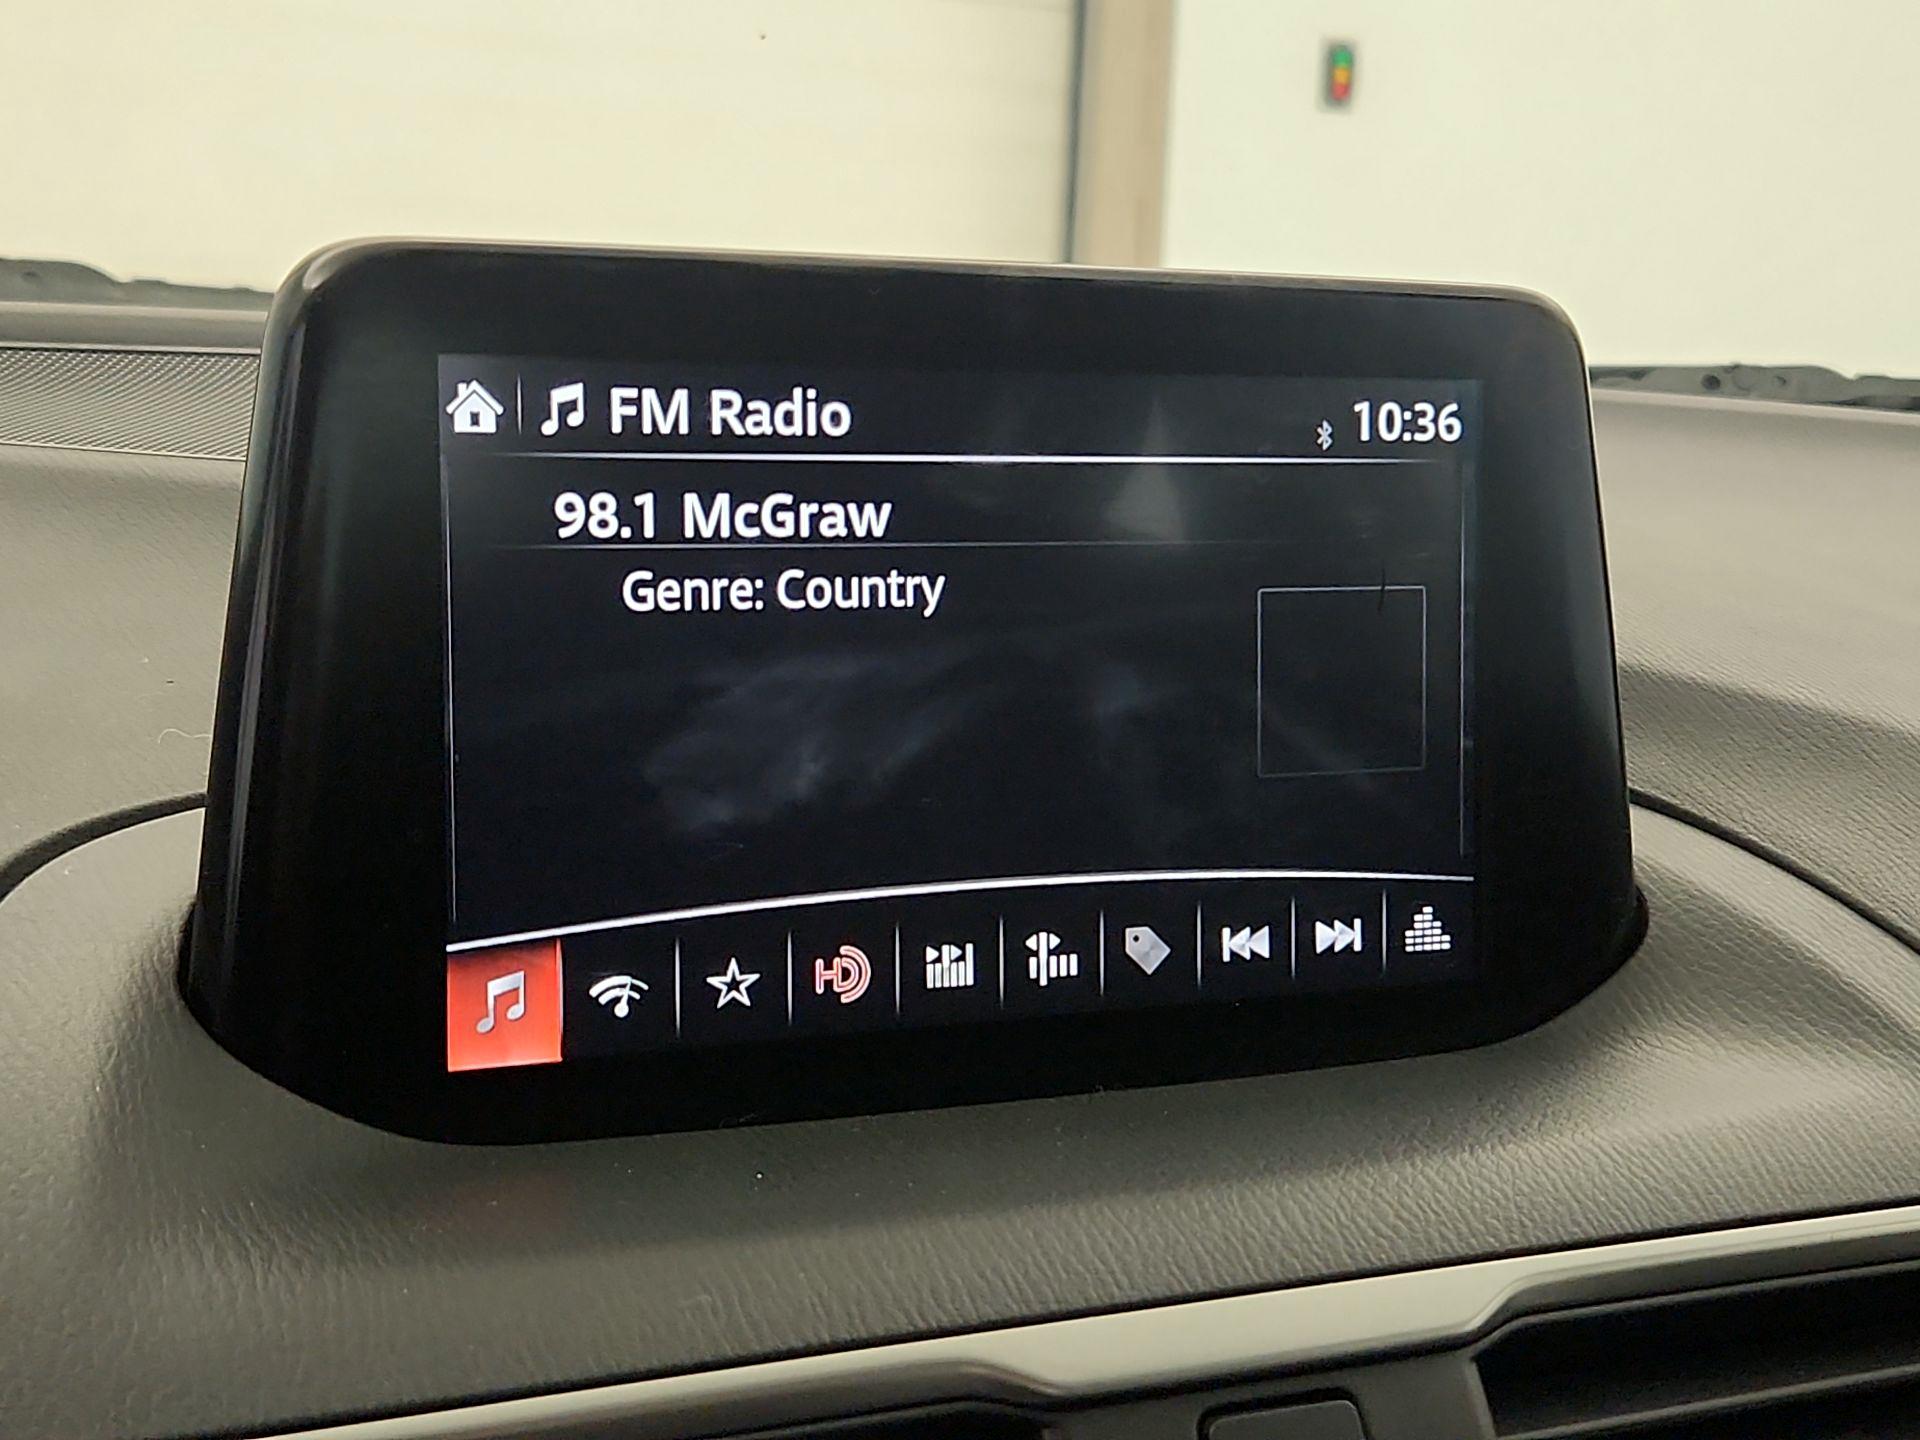 FM Radio
10:36
98.1 McGraw
Genre: Country
HD